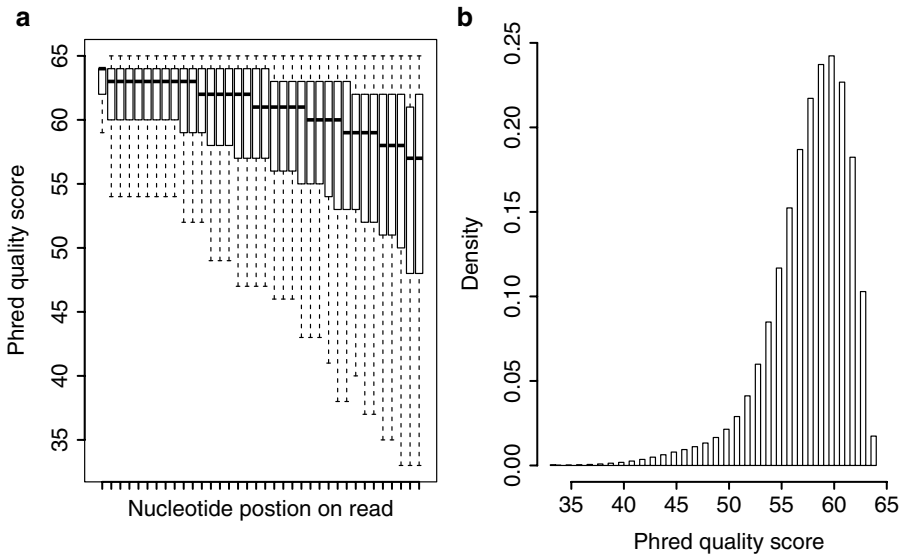 a
Phred quality score
65
60
55
50
45
40
35
Nucleotide postion on read
b
Density
0.25
0.20
0.15
0.10
0.05
0.00
35 40 45 50 55 60 65
Phred quality score